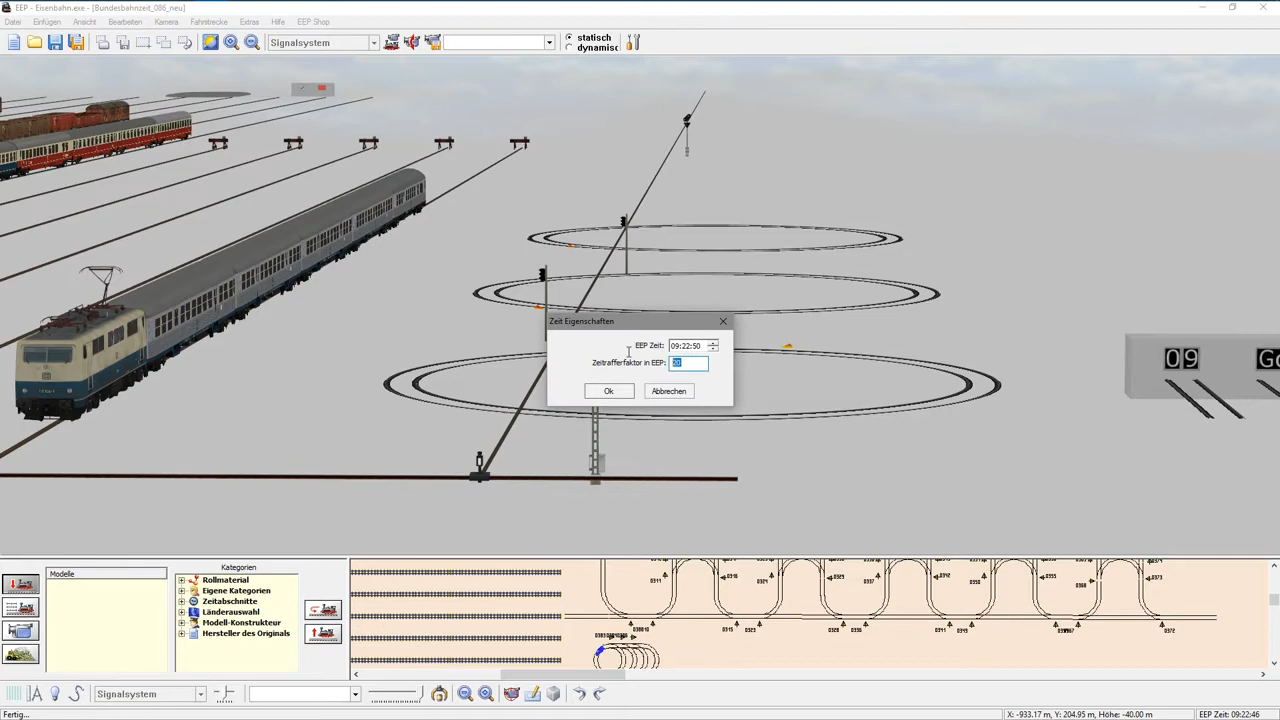 EEP - Eisenbahn.exe - [Bundesbahnzeit_086_neu]
Datei Einfügen Ansicht Bearbeiten Kamera Fahrstrecke Extras Hilfe EEP Shop
Signalsystem
statisch
dynamisc
Zeit Eigenschaften
EEP Zeit: 09:22:50
Zeitrafferfaktor in EEP: 20
Ok Abbrechen
09 Go
Modelle
Kategorien
Rollmaterial
Eigene Kategorien
Zeitabschnitte
Länderauswahl
Modell-Konstrukteur
Hersteller des Originals
Signalsystem
Fertig...
X: -933.17 m, Y: 204.95 m, Höhe: -40.00 m
EEP Zeit: 09:22:46